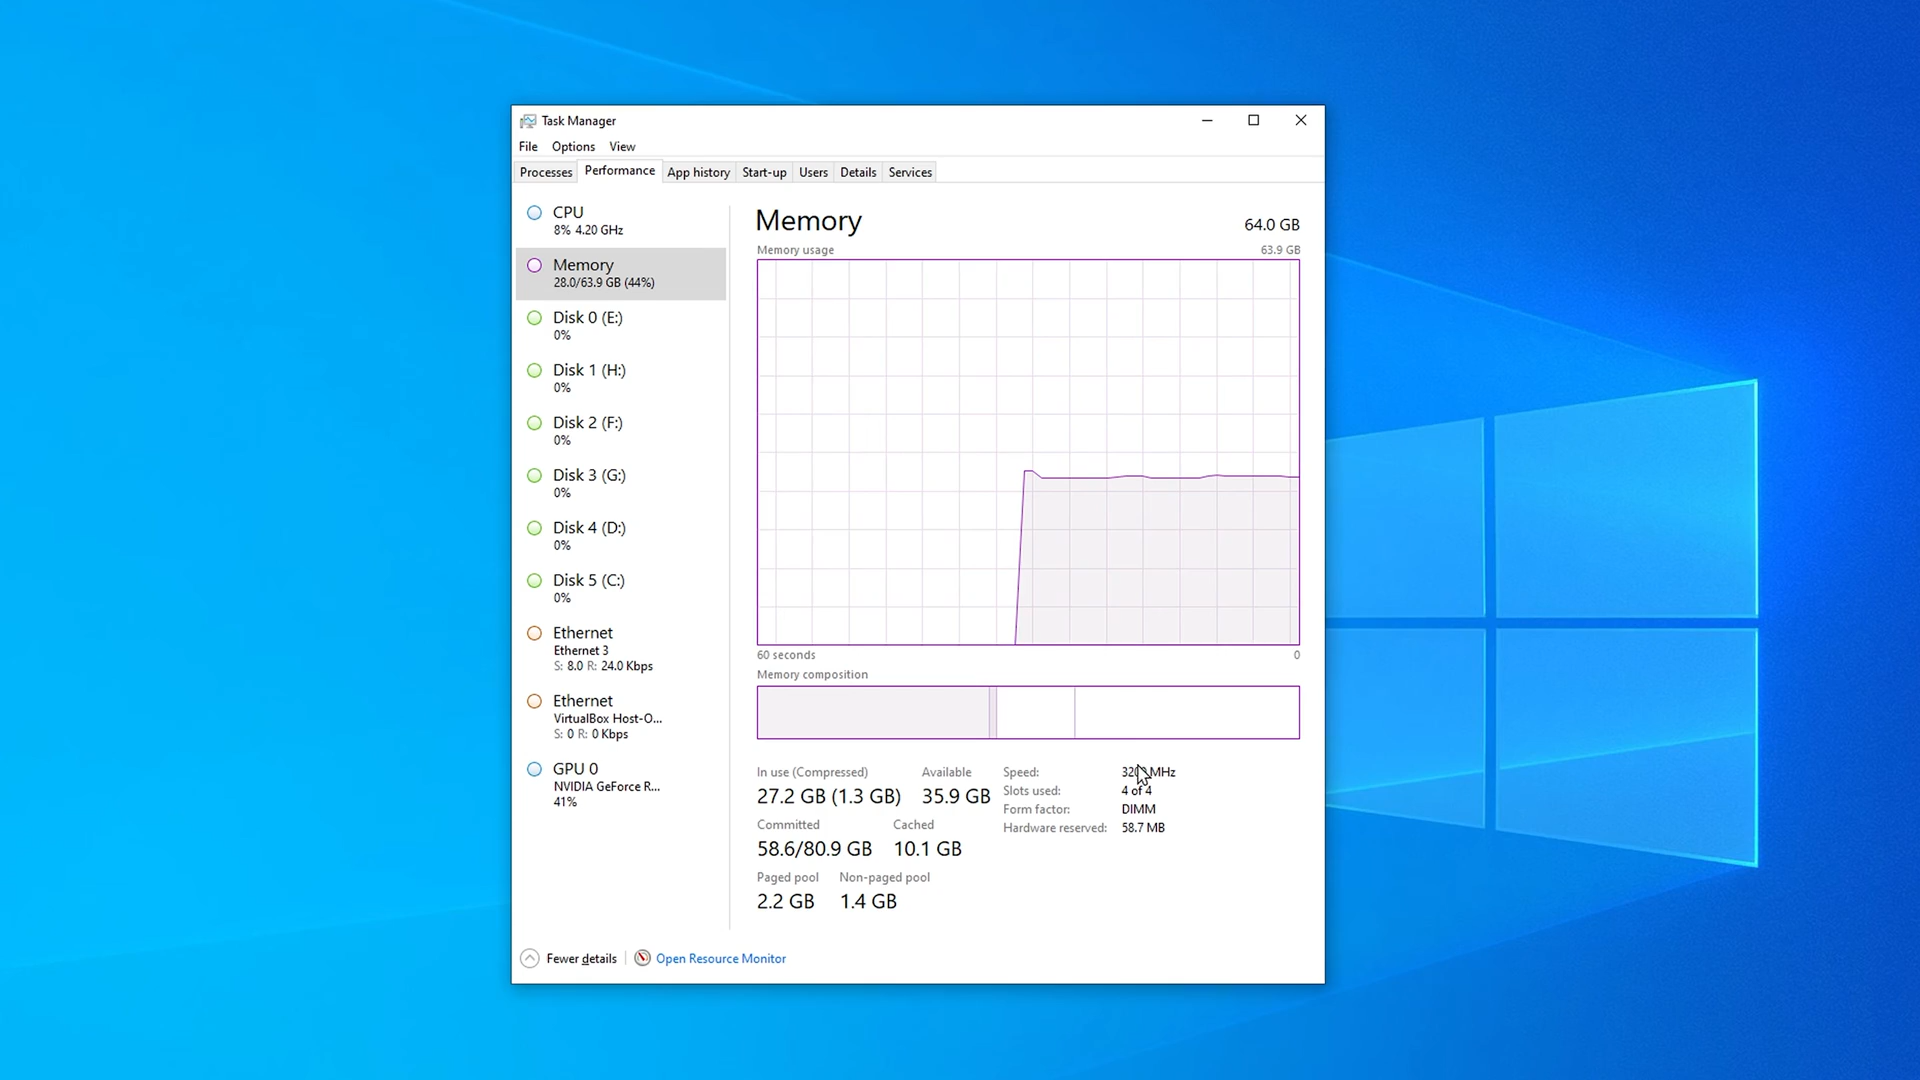 Task Manager
File Options View
Processes Performance App history Start-up Users Details Services
CPU
8% 4.20 GHz
Memory
28.0/63.9 GB (44%)
Disk 0 (E:)
0%
Disk 1 (H:)
0%
Disk 2 (F:)
0%
Disk 3 (G:)
0%
Disk 4 (D:)
0%
Disk 5 (C:)
0%
Ethernet
Ethernet 3
S: 8.0 R: 24.0 Kbps
Ethernet
VirtualBox Host-O...
S: 0 R: 0 Kbps
GPU 0
NVIDIA GeForce R...
41%
Memory 64.0 GB
Memory usage 63.9 GB
60 seconds 0
Memory composition
In use (Compressed) Available
27.2 GB (1.3 GB) 35.9 GB
Committed Cached
58.6/80.9 GB 10.1 GB
Paged pool Non-paged pool
2.2 GB 1.4 GB
Speed: MHz
Slots used: 4 of 4
Form factor: DIMM
Hardware reserved: 58.7 MB
Fewer details Open Resource Monitor